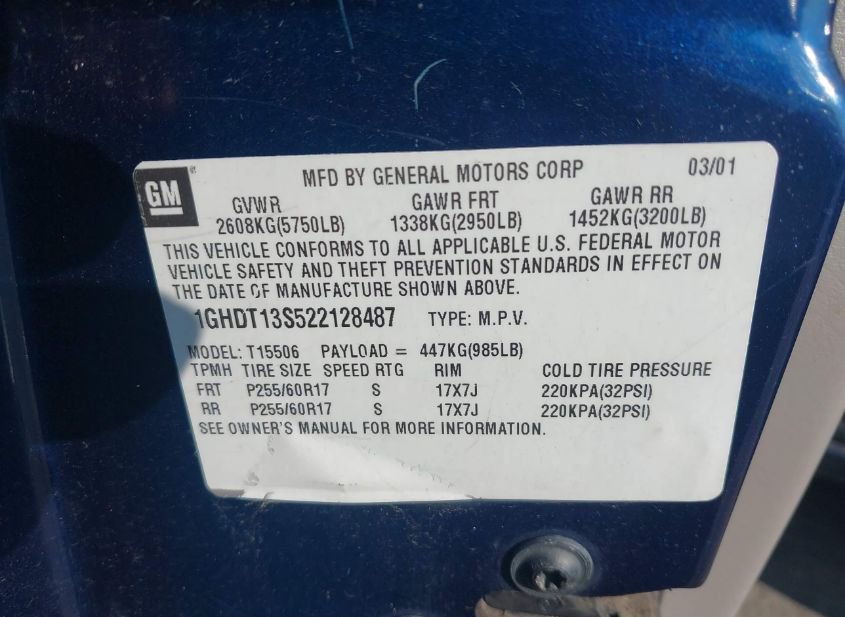 GM
MFD BY GENERAL MOTORS CORP 03/01
GVWR GAWR FRT GAWR RR
2608KG(5750LB) 1338KG(2950LB) 1452KG(3200LB)
THIS VEHICLE CONFORMS TO ALL APPLICABLE U.S. FEDERAL MOTOR
VEHICLE SAFETY AND THEFT PREVENTION STANDARDS IN EFFECT ON
THE DATE OF MANUFACTURE SHOWN ABOVE.
1GHDT13S522128487 TYPE: M.P.V.
MODEL: T15506 PAYLOAD = 447KG(985LB)
TPMH TIRE SIZE SPEED RTG RIM COLD TIRE PRESSURE
FRT P255/60R17 S 17X7J 220KPA(32PSI)
RR P255/60R17 S 17X7J 220KPA(32PSI)
SEE OWNER'S MANUAL FOR MORE INFORMATION.